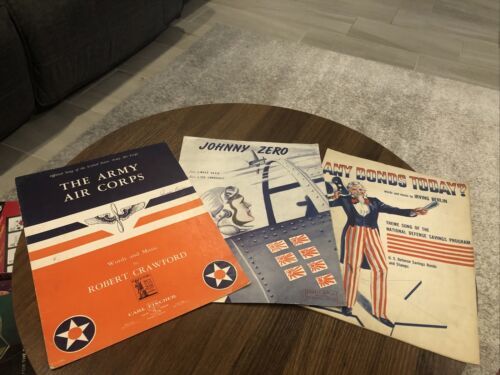 Official Song of the United States Army Air Corps
THE ARMY
AIR CORPS
Words and Music
by
ROBERT CRAWFORD
CARL FISCHER
JOHNNY ZERO
ANY BONDS TODAY?
Words and music by IRVING BERLIN
THEME SONG OF THE
NATIONAL DEFENSE SAVINGS PROGRAM
U.S. Defense Savings Bonds
and Stamps